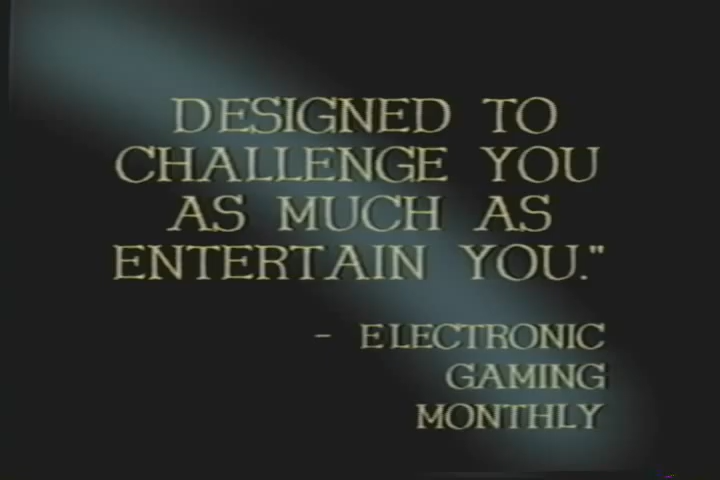 DESIGNED TO
CHALLENGE YOU
AS MUCH AS
ENTERTAIN YOU."
- ELECTRONIC
GAMING
MONTHLY